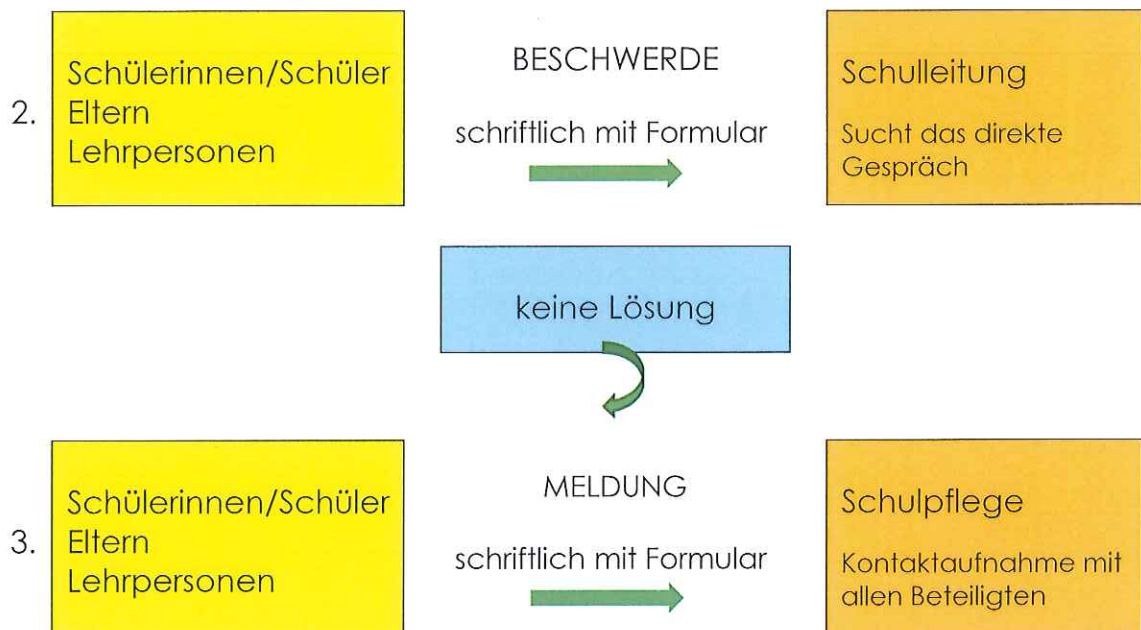 2.
Schülerinnen/Schüler
Eltern
Lehrpersonen
BESCHWERDE
schriftlich mit Formular
Schulleitung
Sucht das direkte
Gespräch
keine Lösung
3.
Schülerinnen/Schüler
Eltern
Lehrpersonen
MELDUNG
schriftlich mit Formular
Schulpflege
Kontaktaufnahme mit
allen Beteiligten